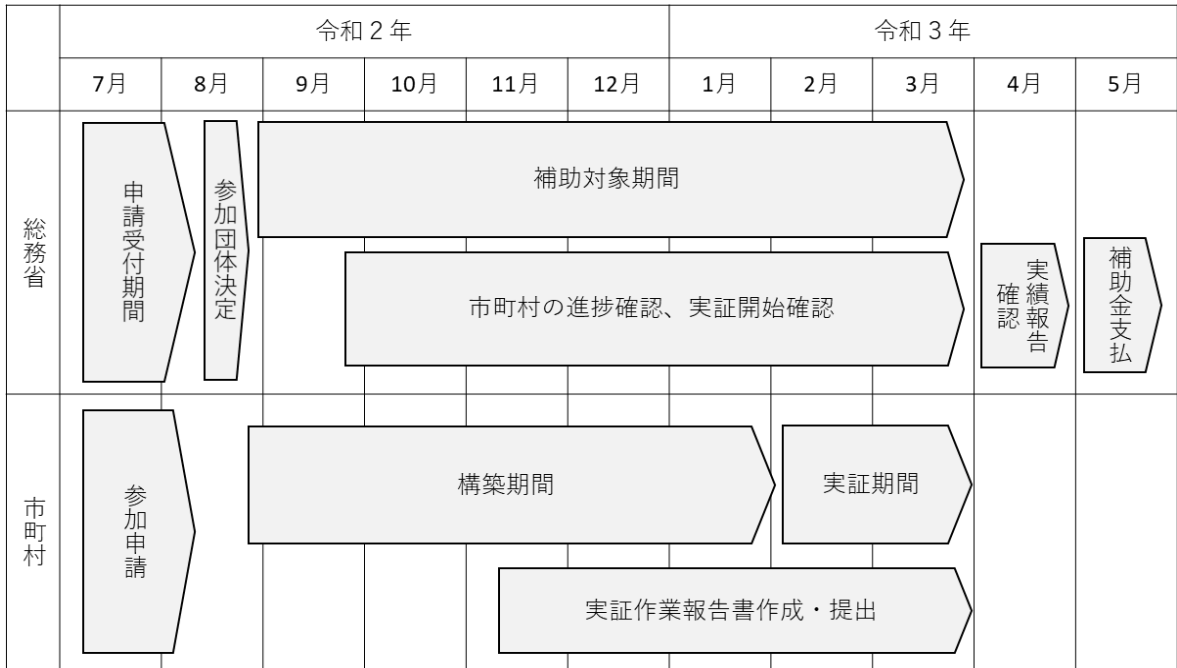 令和２年
令和３年
7月
8月
9月
10月
11月
12月
1月
2月
3月
4月
5月
総務省
申請受付期間
参加団体決定
補助対象期間
市町村の進捗確認、実証開始確認
実績報告
確認
補助金支払
市町村
参加申請
構築期間
実証期間
実証作業報告書作成・提出